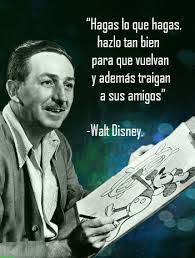 “Hagas lo que hagas,
hazlo tan bien
para que vuelvan
y además traigan
a sus amigos”
-Walt Disney.